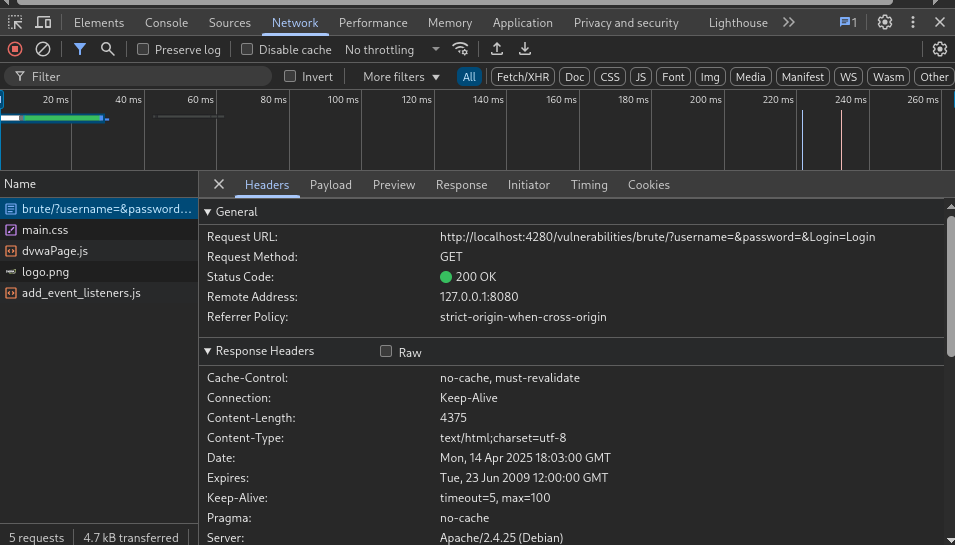 Elements Console Sources Network Performance Memory Application Privacy and security Lighthouse 1
Preserve log Disable cache No throttling
Filter Invert More filters All Fetch/XHR Doc CSS JS Font Img Media Manifest WS Wasm Other
20 ms 40 ms 60 ms 80 ms 100 ms 120 ms 140 ms 160 ms 180 ms 200 ms 220 ms 240 ms 260 ms
Name
brute/?username=&password...
main.css
dvwaPage.js
logo.png
add_event_listeners.js
5 requests 4.7 kB transferred
Headers Payload Preview Response Initiator Timing Cookies
General
Request URL: http://localhost:4280/vulnerabilities/brute/?username=&password=&Login=Login
Request Method: GET
Status Code: 200 OK
Remote Address: 127.0.0.1:8080
Referrer Policy: strict-origin-when-cross-origin
Response Headers Raw
Cache-Control: no-cache, must-revalidate
Connection: Keep-Alive
Content-Length: 4375
Content-Type: text/html;charset=utf-8
Date: Mon, 14 Apr 2025 18:03:00 GMT
Expires: Tue, 23 Jun 2009 12:00:00 GMT
Keep-Alive: timeout=5, max=100
Pragma: no-cache
Server: Apache/2.4.25 (Debian)